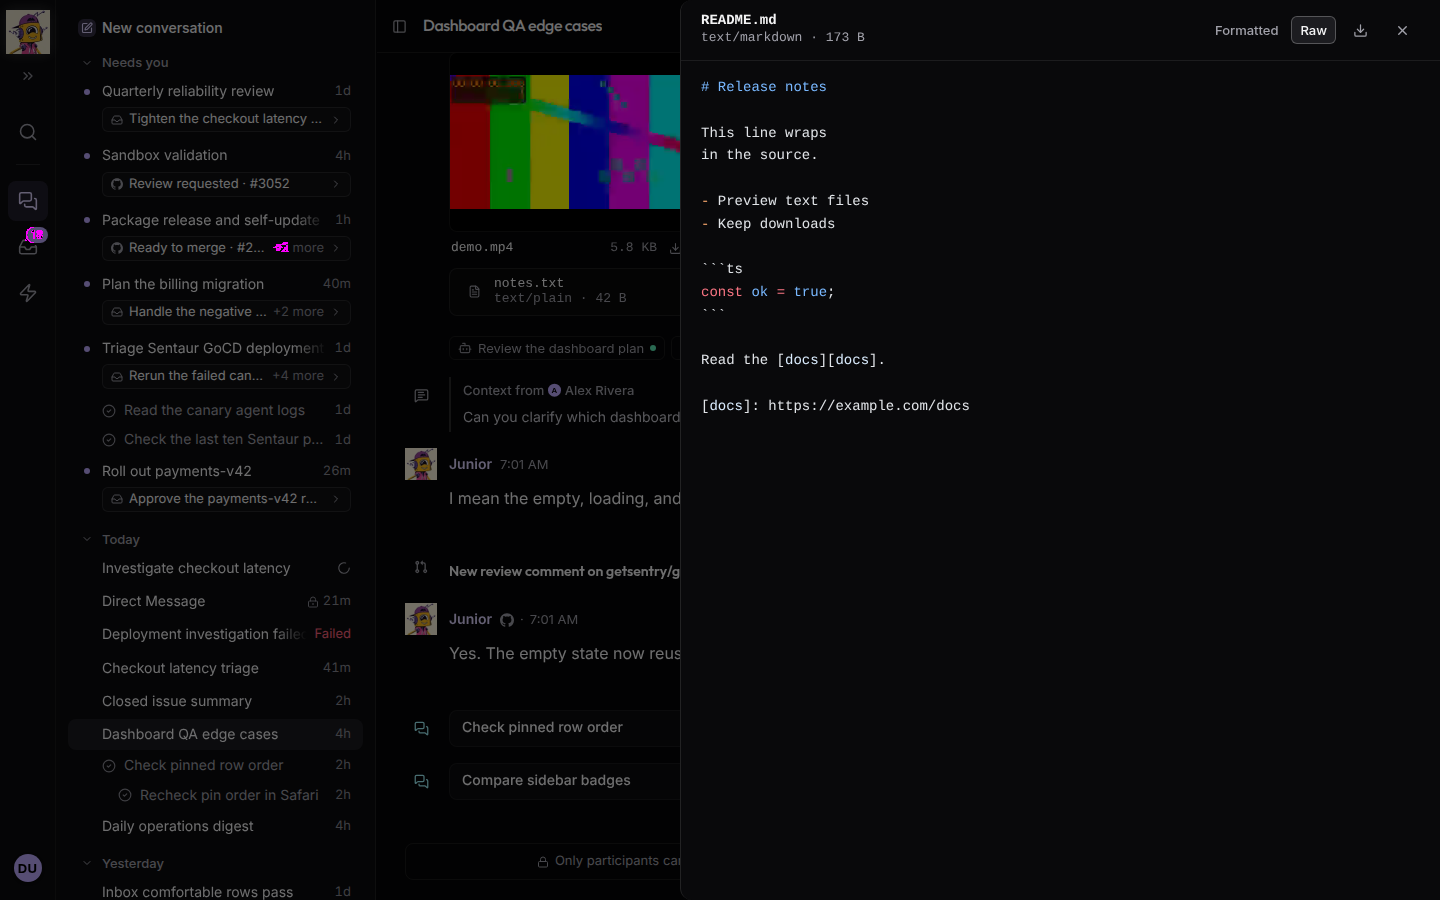 New conversation
Needs you
Quarterly reliability review 1d
Tighten the checkout latency ...
Sandbox validation 4h
Review requested · #3052
Package release and self-update 1h
Ready to merge · #2... more
Plan the billing migration 40m
Handle the negative ... +2 more
Triage Sentaur GoCD deployment 1d
Rerun the failed can... +4 more
Read the canary agent logs 1d
Check the last ten Sentaur p... 1d
Roll out payments-v42 26m
Approve the payments-v42 r...
Today
Investigate checkout latency
Direct Message 21m
Deployment investigation failed Failed
Checkout latency triage 41m
Closed issue summary 2h
Dashboard QA edge cases 4h
Check pinned row order 2h
Recheck pin order in Safari 2h
Daily operations digest 4h
Yesterday
Inbox comfortable rows pass 1d
DU
Dashboard QA edge cases
demo.mp4 5.8 KB
notes.txt
text/plain · 42 B
Review the dashboard plan
Context from A Alex Rivera
Can you clarify which dashboard
Junior 7:01 AM
I mean the empty, loading, and
New review comment on getsentry/g
Junior · 7:01 AM
Yes. The empty state now reus
Check pinned row order
Compare sidebar badges
Only participants can
README.md
text/markdown · 173 B
Formatted Raw
# Release notes
This line wraps
in the source.
- Preview text files
- Keep downloads
```ts
const ok = true;
```
Read the [docs][docs].
[docs]: https://example.com/docs